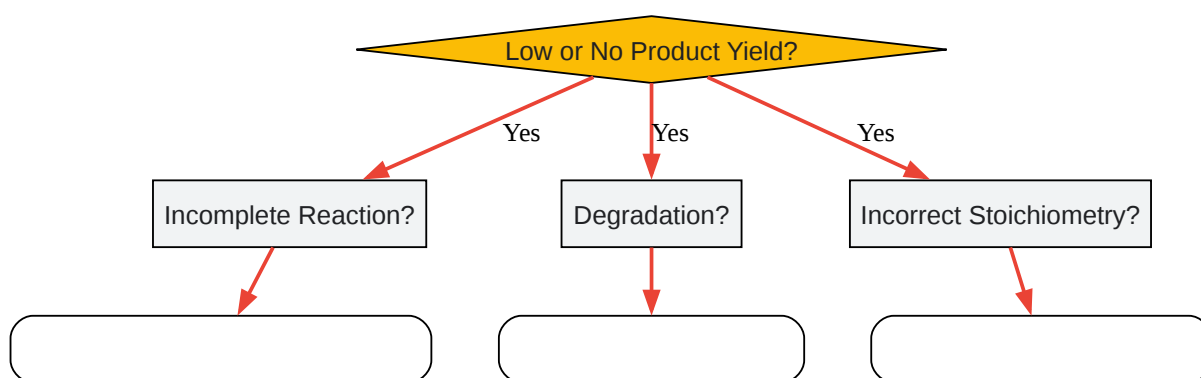 Low or No Product Yield?
Yes
Yes
Yes
Incomplete Reaction?
Degradation?
Incorrect Stoichiometry?